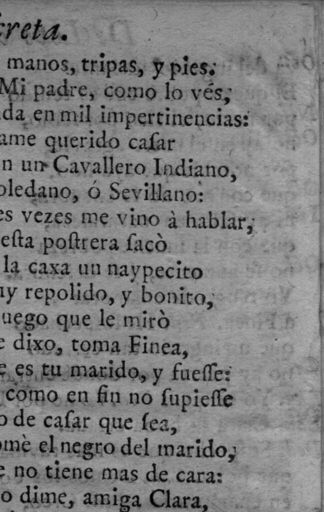 creta.
manos, tripas, y pies:
Mi padre, como lo vés,
da en mil impertinencias:
ame querido caſar
n un Cavallero Indiano,
oledano, ó Sevillano:
es vezes me vino à hablar,
eſta poſtrera ſacò
la caxa un naypecito
uy repolido, y bonito,
uego que le mirò
e dixo, toma Finea,
e es tu marido, y fueſſe:
como en fin no ſupieſſe
o de caſar que ſea,
omè el negro del marido,
e no tiene mas de cara:
o dime, amiga Clara,